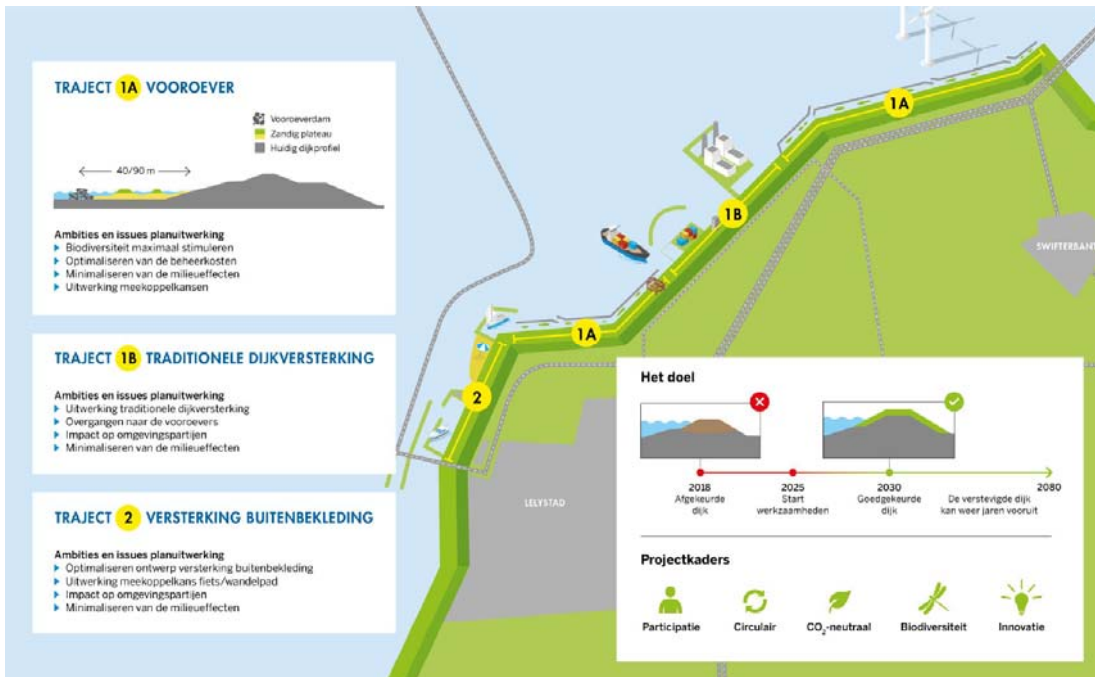 TRAJECT 1A VOOROEVER
Vooroeverdam
Zandig plateau
Huidig dijkprofiel
40/90 m
Ambities en issues planuitwerking
Biodiversiteit maximaal stimuleren
Optimaliseren van de beheerkosten
Minimaliseren van de milieueffecten
Uitwerking meekoppelkansen
TRAJECT 1B TRADITIONELE DIJKVERSTERKING
Ambities en issues planuitwerking
Uitwerking traditionele dijkversterking
Overgangen naar de vooroevers
Impact op omgevingspartijen
Minimaliseren van de milieueffecten
TRAJECT 2 VERSTERKING BUITENBEKLEDING
Ambities en issues planuitwerking
Optimaliseren ontwerp versterking buitenbekleding
Uitwerking meekoppelkans fiets/wandelpad
Impact op omgevingspartijen
Minimaliseren van de milieueffecten
1A
1B
SWIFTERBANT
1A
2
LELYSTAD
Het doel
2018
Afgekeurde
dijk
2025
Start
werkzaamheden
2030
Goedgekeurde
dijk
2080
De verstevigde dijk
kan weer jaren vooruit
Projectkaders
Participatie
Circulair
CO₂-neutraal
Biodiversiteit
Innovatie